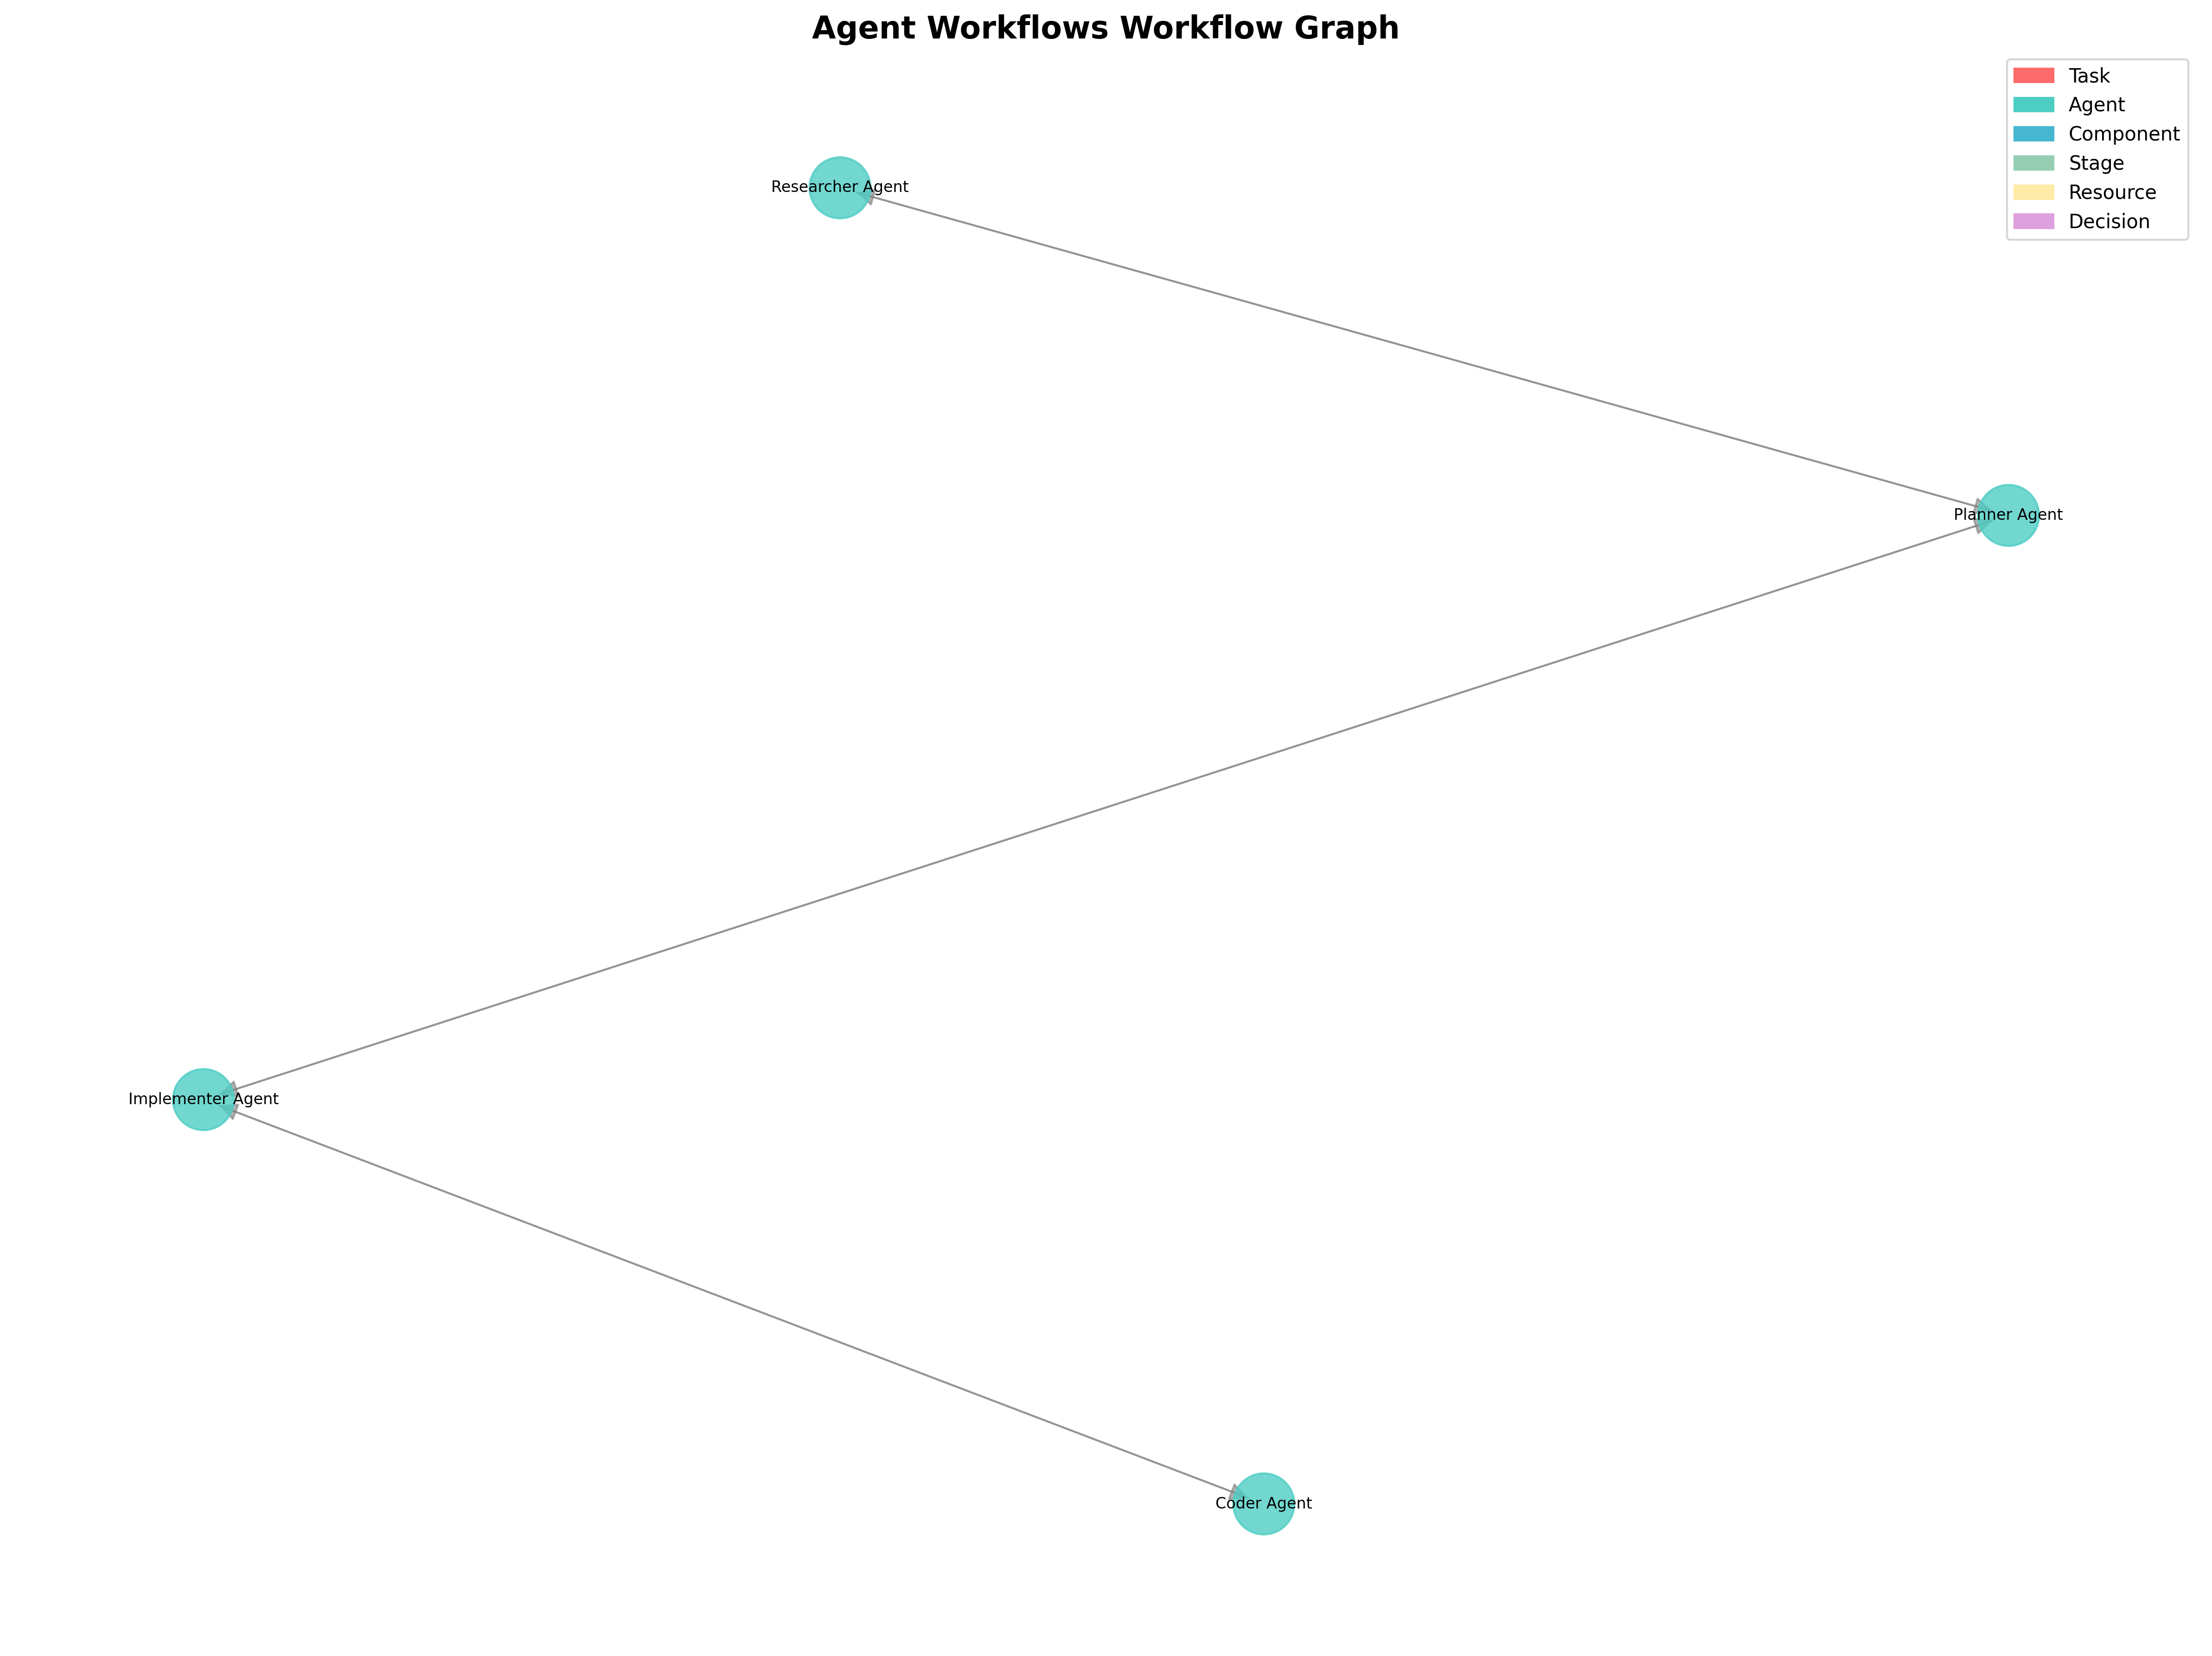 Agent Workflows Workflow Graph
Task
Agent
Component
Stage
Resource
Decision
Researcher Agent
Planner Agent
Implementer Agent
Coder Agent